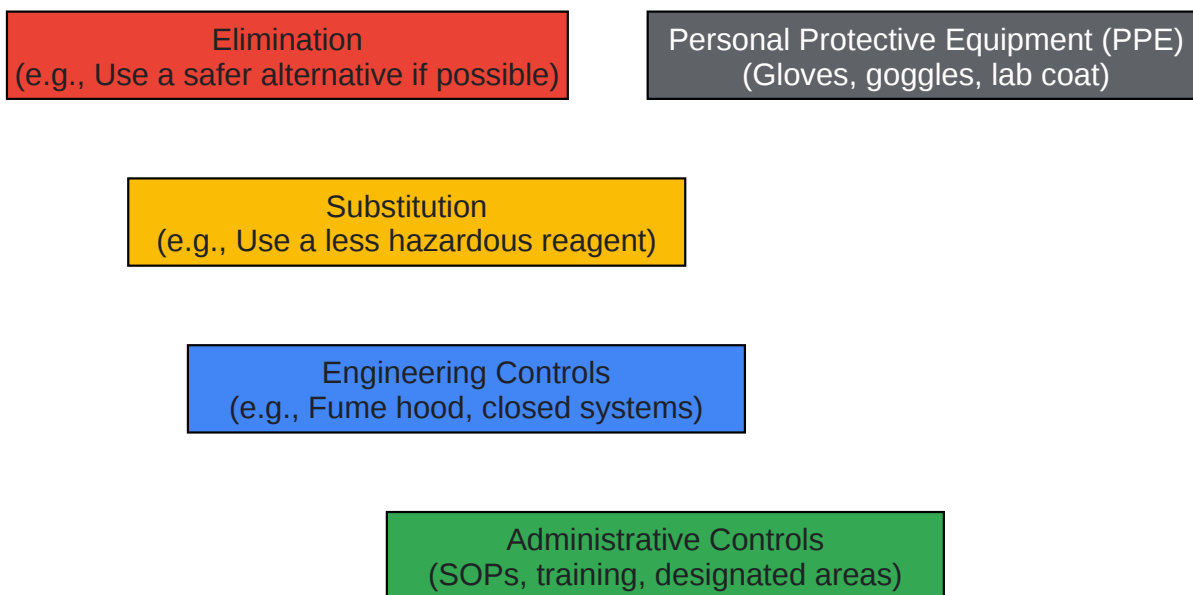 Elimination
(e.g., Use a safer alternative if possible)
Personal Protective Equipment (PPE)
(Gloves, goggles, lab coat)
Substitution
(e.g., Use a less hazardous reagent)
Engineering Controls
(e.g., Fume hood, closed systems)
Administrative Controls
(SOPs, training, designated areas)